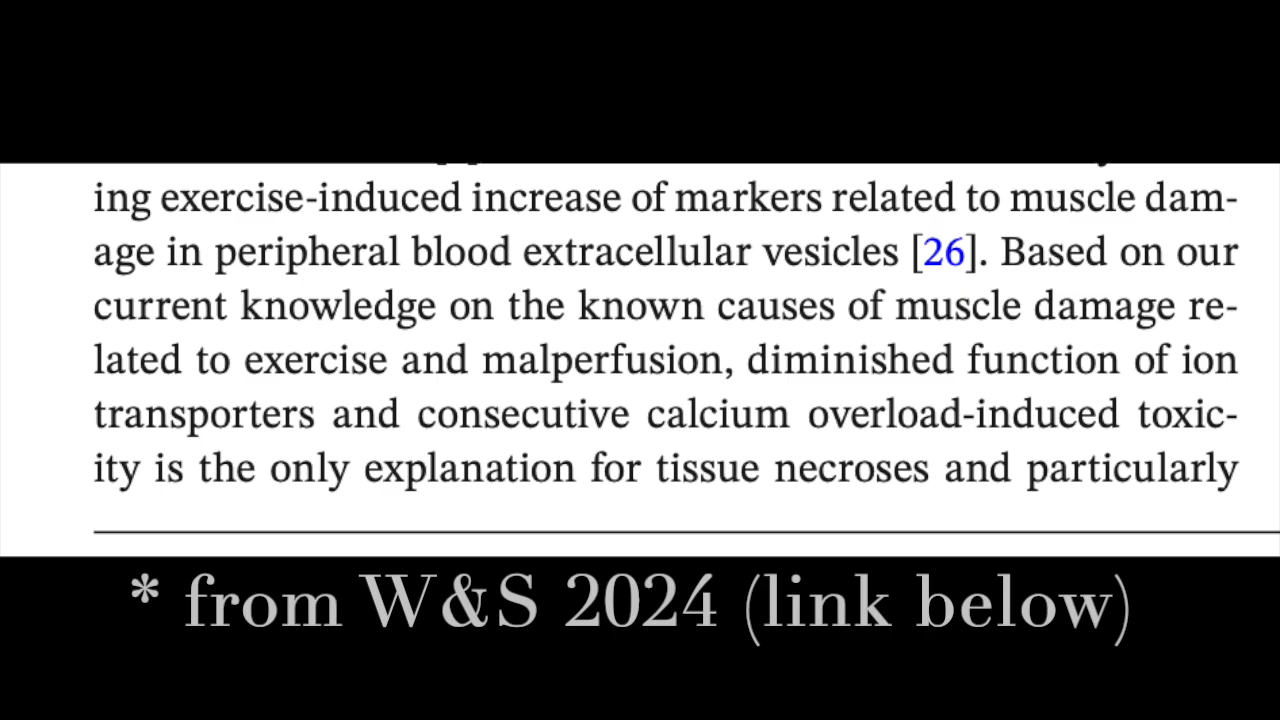 ing exercise-induced increase of markers related to muscle dam-
age in peripheral blood extracellular vesicles [26]. Based on our
current knowledge on the known causes of muscle damage re-
lated to exercise and malperfusion, diminished function of ion
transporters and consecutive calcium overload-induced toxic-
ity is the only explanation for tissue necroses and particularly
* from W&S 2024 (link below)